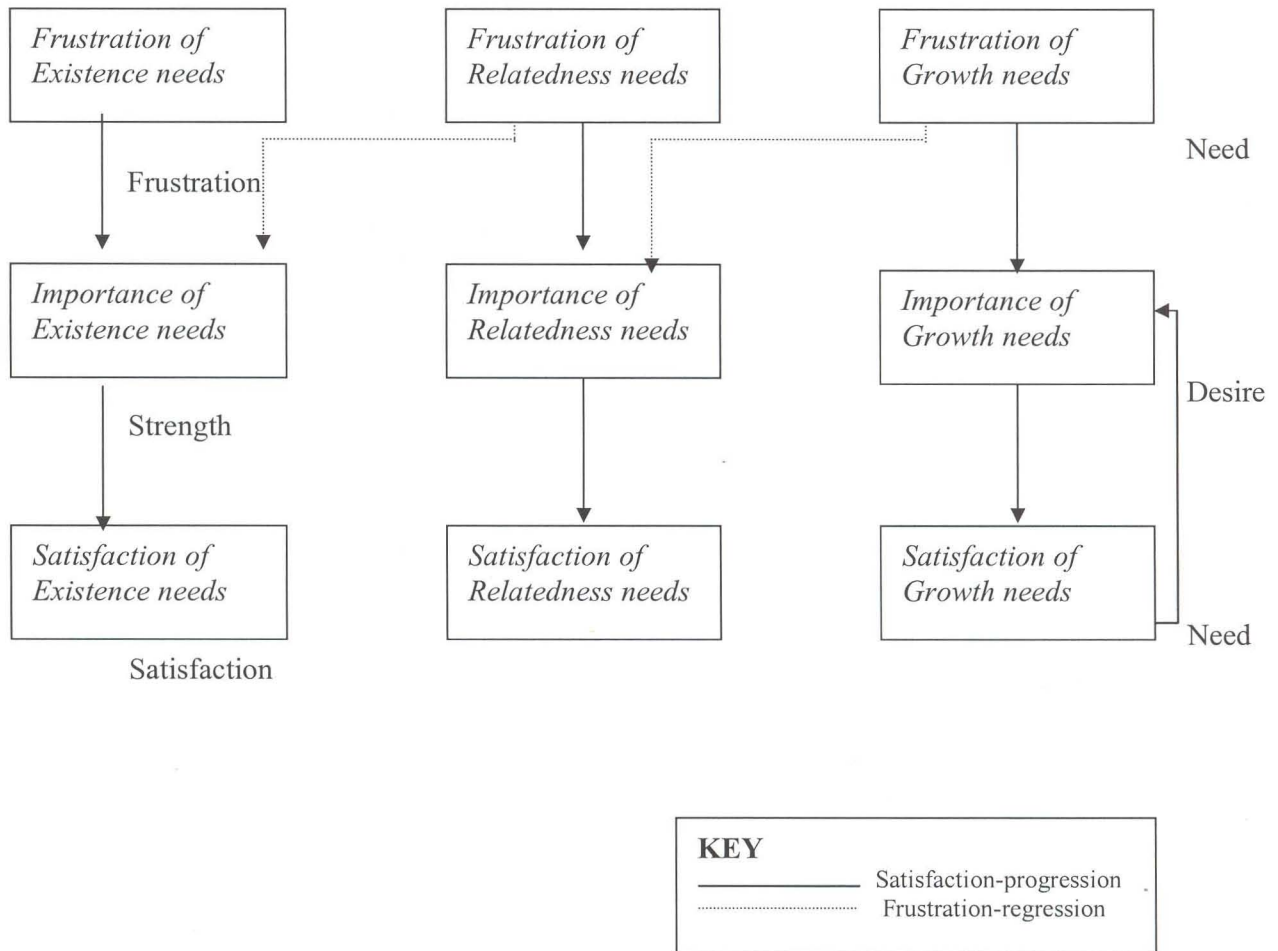 Frustration of
Existence needs
Frustration of
Relatedness needs
Frustration of
Growth needs
Need
Frustration
Importance of
Existence needs
Importance of
Relatedness needs
Importance of
Growth needs
Desire
Strength
Satisfaction of
Existence needs
Satisfaction of
Relatedness needs
Satisfaction of
Growth needs
Need
Satisfaction
KEY
Satisfaction-progression
Frustration-regression